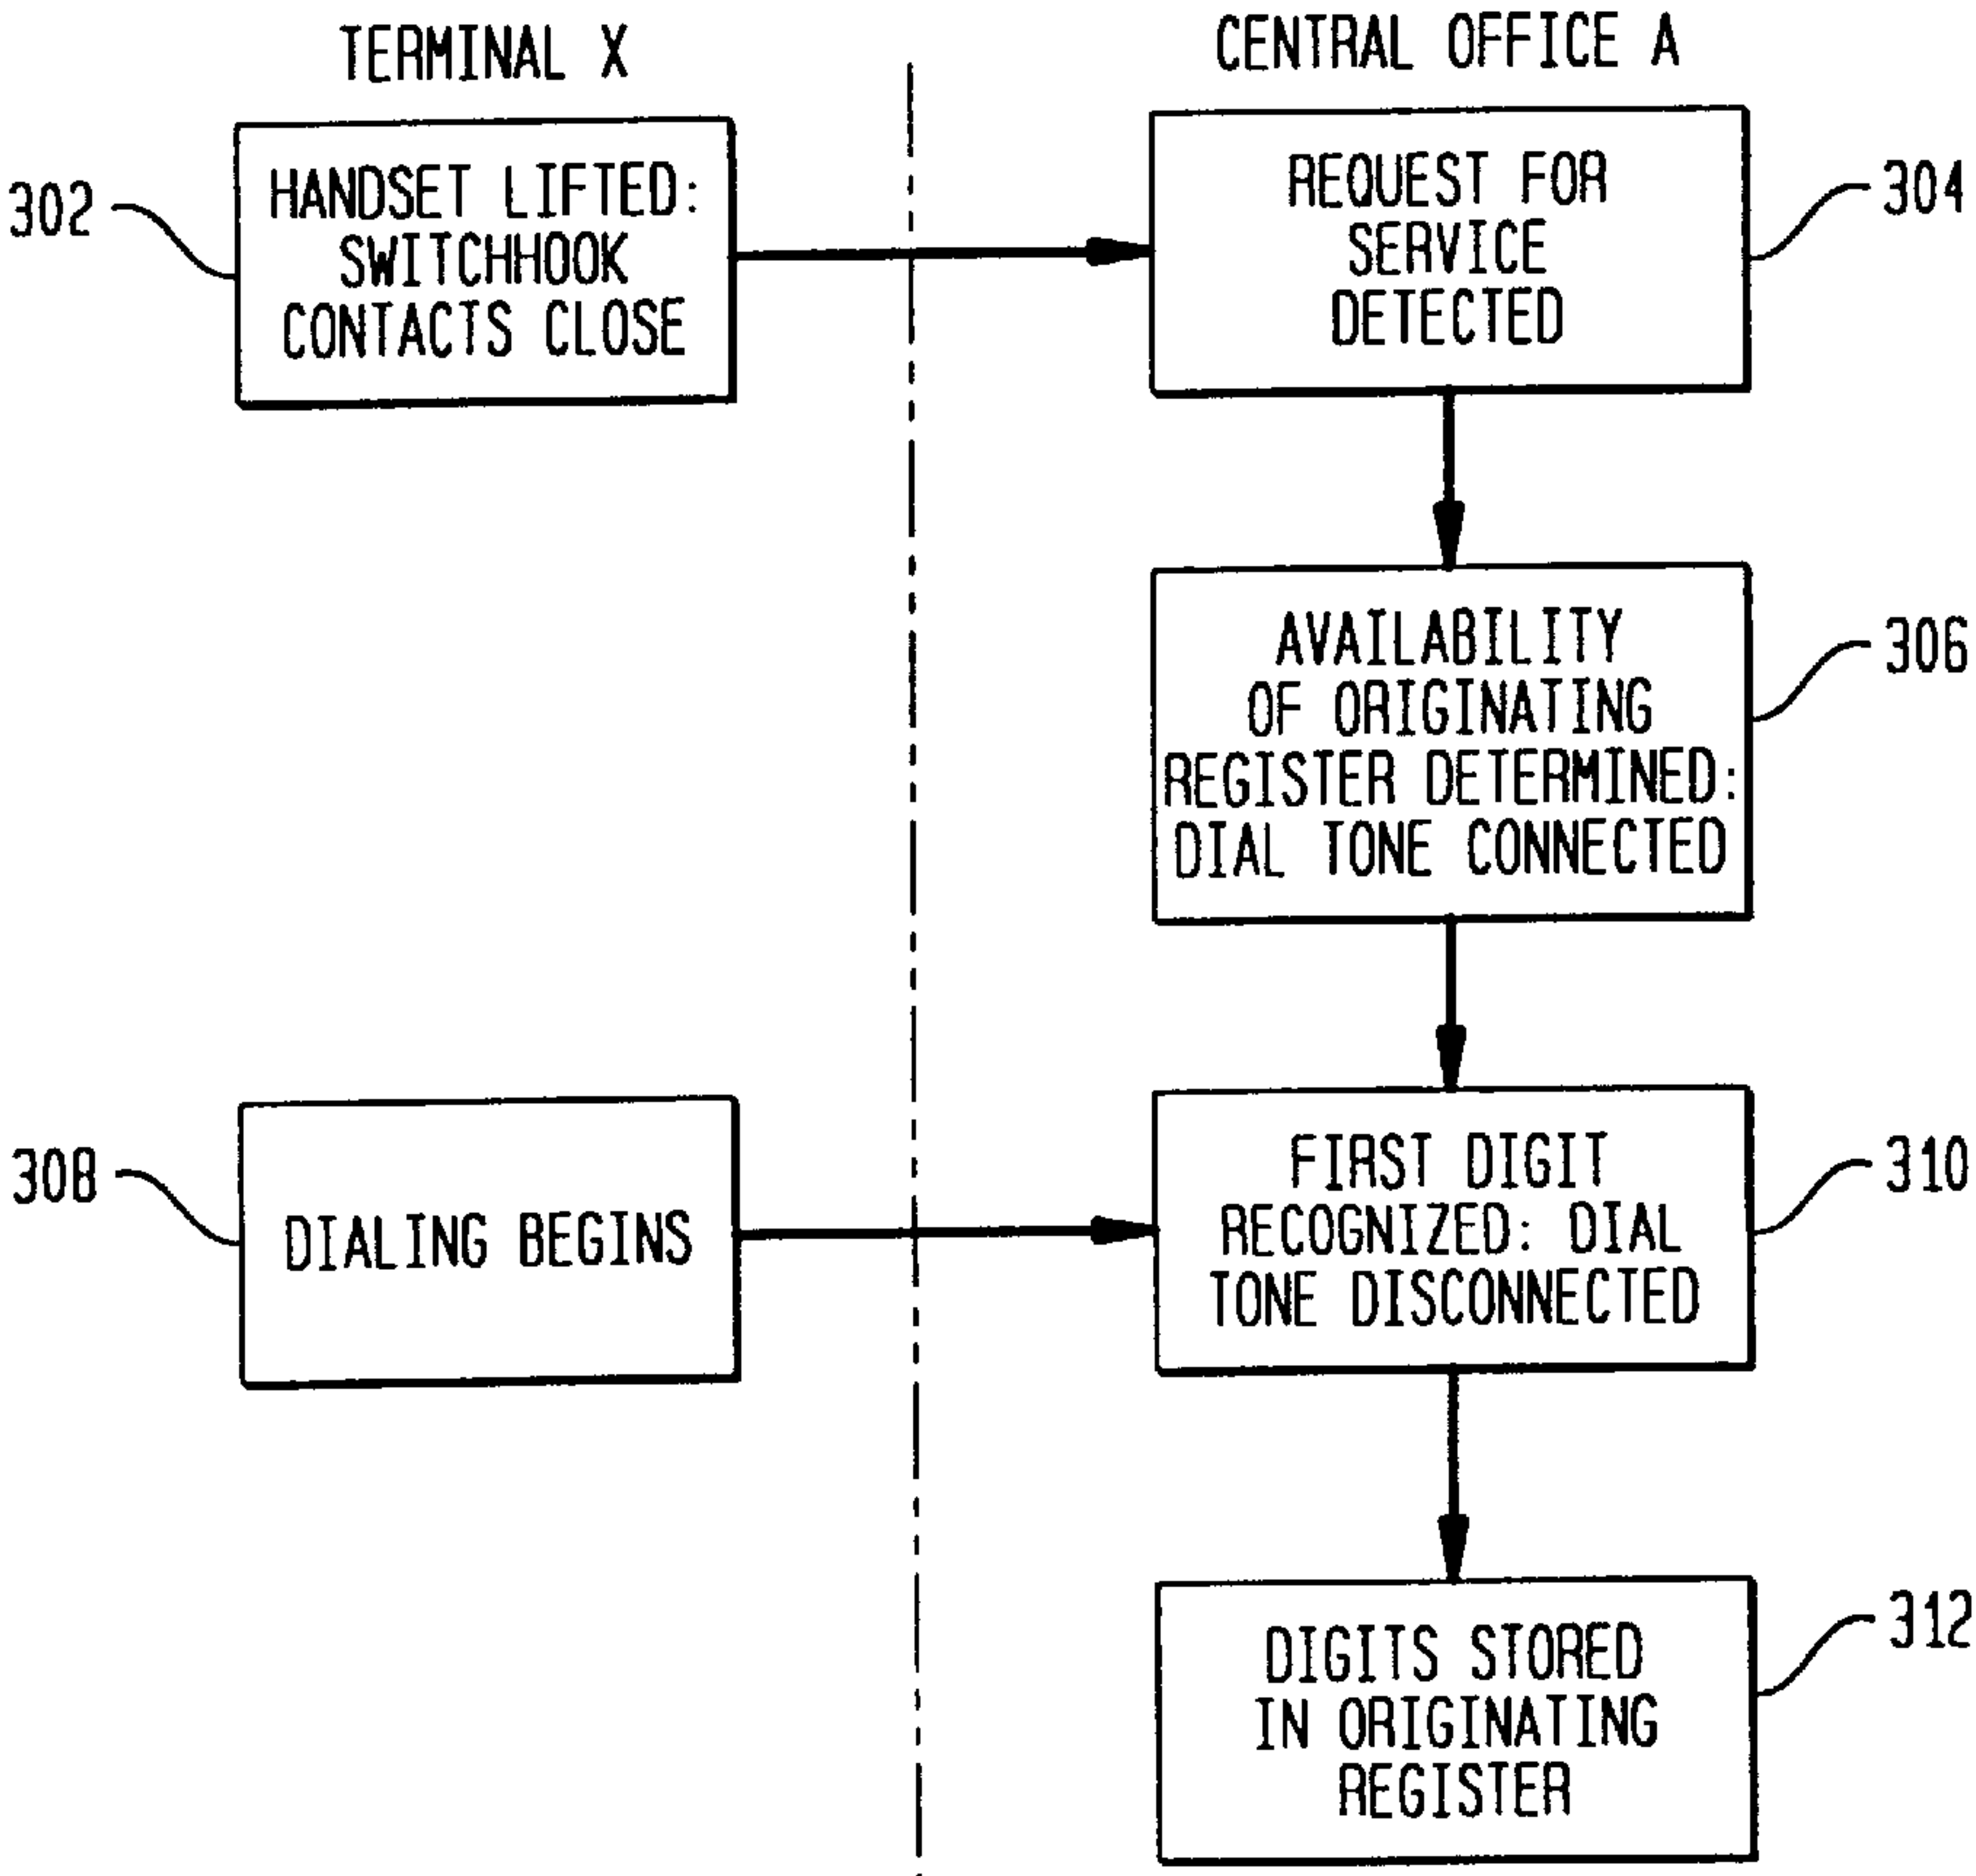 TERMINAL X
CENTRAL OFFICE A
302
HANDSET LIFTED:
SWITCHHOOK
CONTACTS CLOSE
REQUEST FOR
SERVICE
DETECTED
304
AVAILABILITY
OF ORIGINATING
REGISTER DETERMINED:
DIAL TONE CONNECTED
306
308
DIALING BEGINS
FIRST DIGIT
RECOGNIZED: DIAL
TONE DISCONNECTED
310
DIGITS STORED
IN ORIGINATING
REGISTER
312